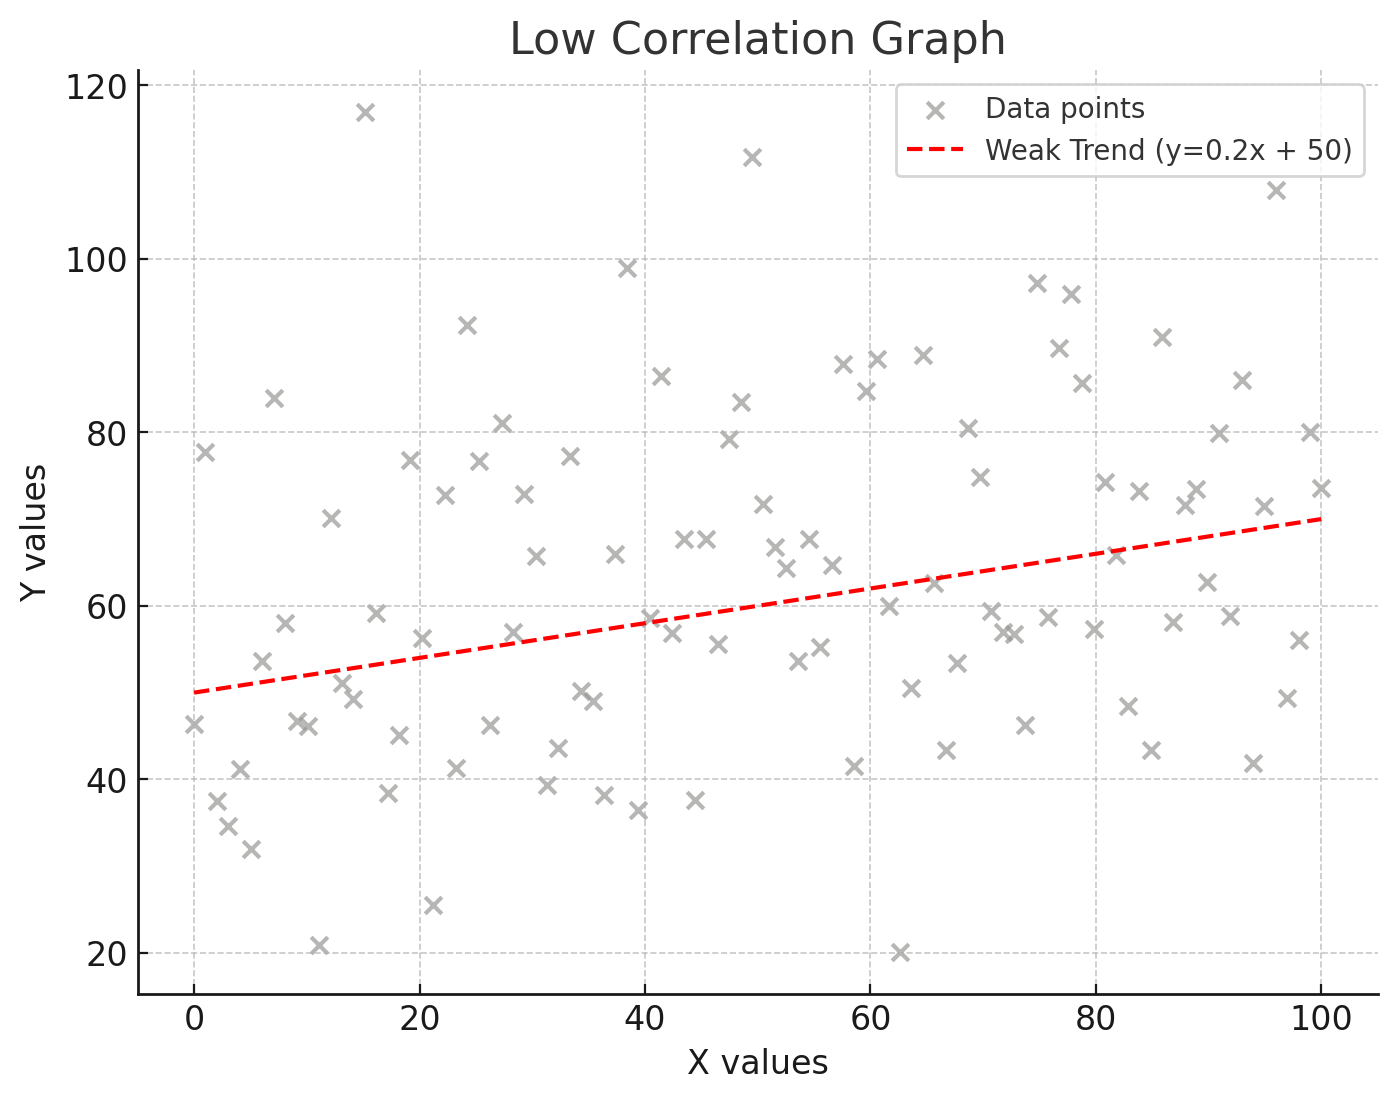 Low Correlation Graph
Data points
Weak Trend (y=0.2x + 50)
120
100
80
60
40
20
Y values
0 20 40 60 80 100
X values